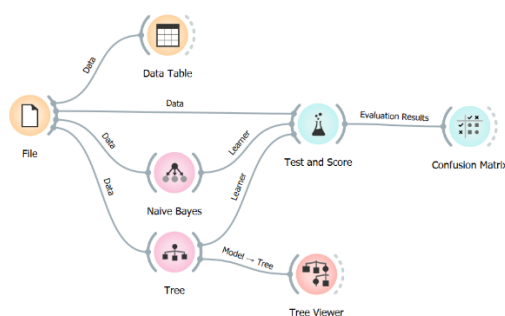 Data
Data Table
Data
File
Data
Learner
Test and Score
Evaluation Results
Confusion Matrix
Naive Bayes
Data
Learner
Tree
Model → Tree
Tree Viewer